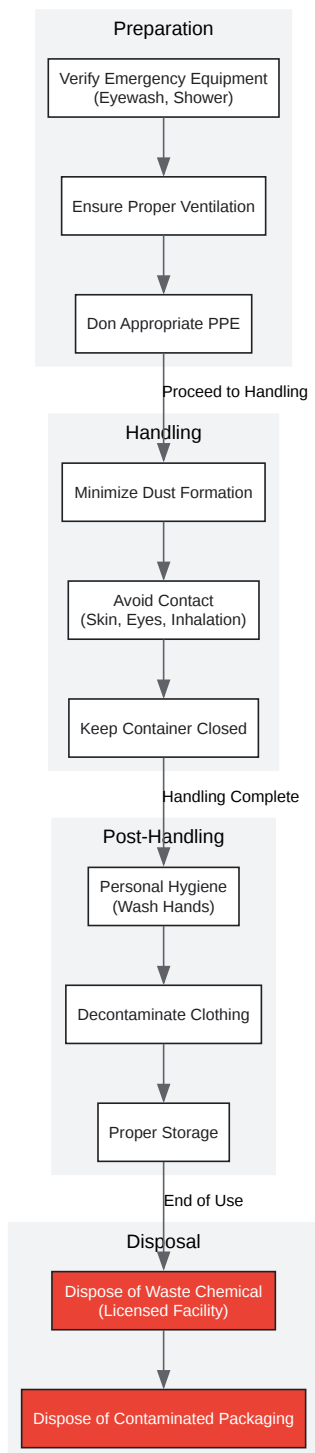 Preparation
Verify Emergency Equipment
(Eyewash, Shower)
Ensure Proper Ventilation
Don Appropriate PPE
Proceed to Handling
Handling
Minimize Dust Formation
Avoid Contact
(Skin, Eyes, Inhalation)
Keep Container Closed
Handling Complete
Post-Handling
Personal Hygiene
(Wash Hands)
Decontaminate Clothing
Proper Storage
End of Use
Disposal
Dispose of Waste Chemical
(Licensed Facility)
Dispose of Contaminated Packaging